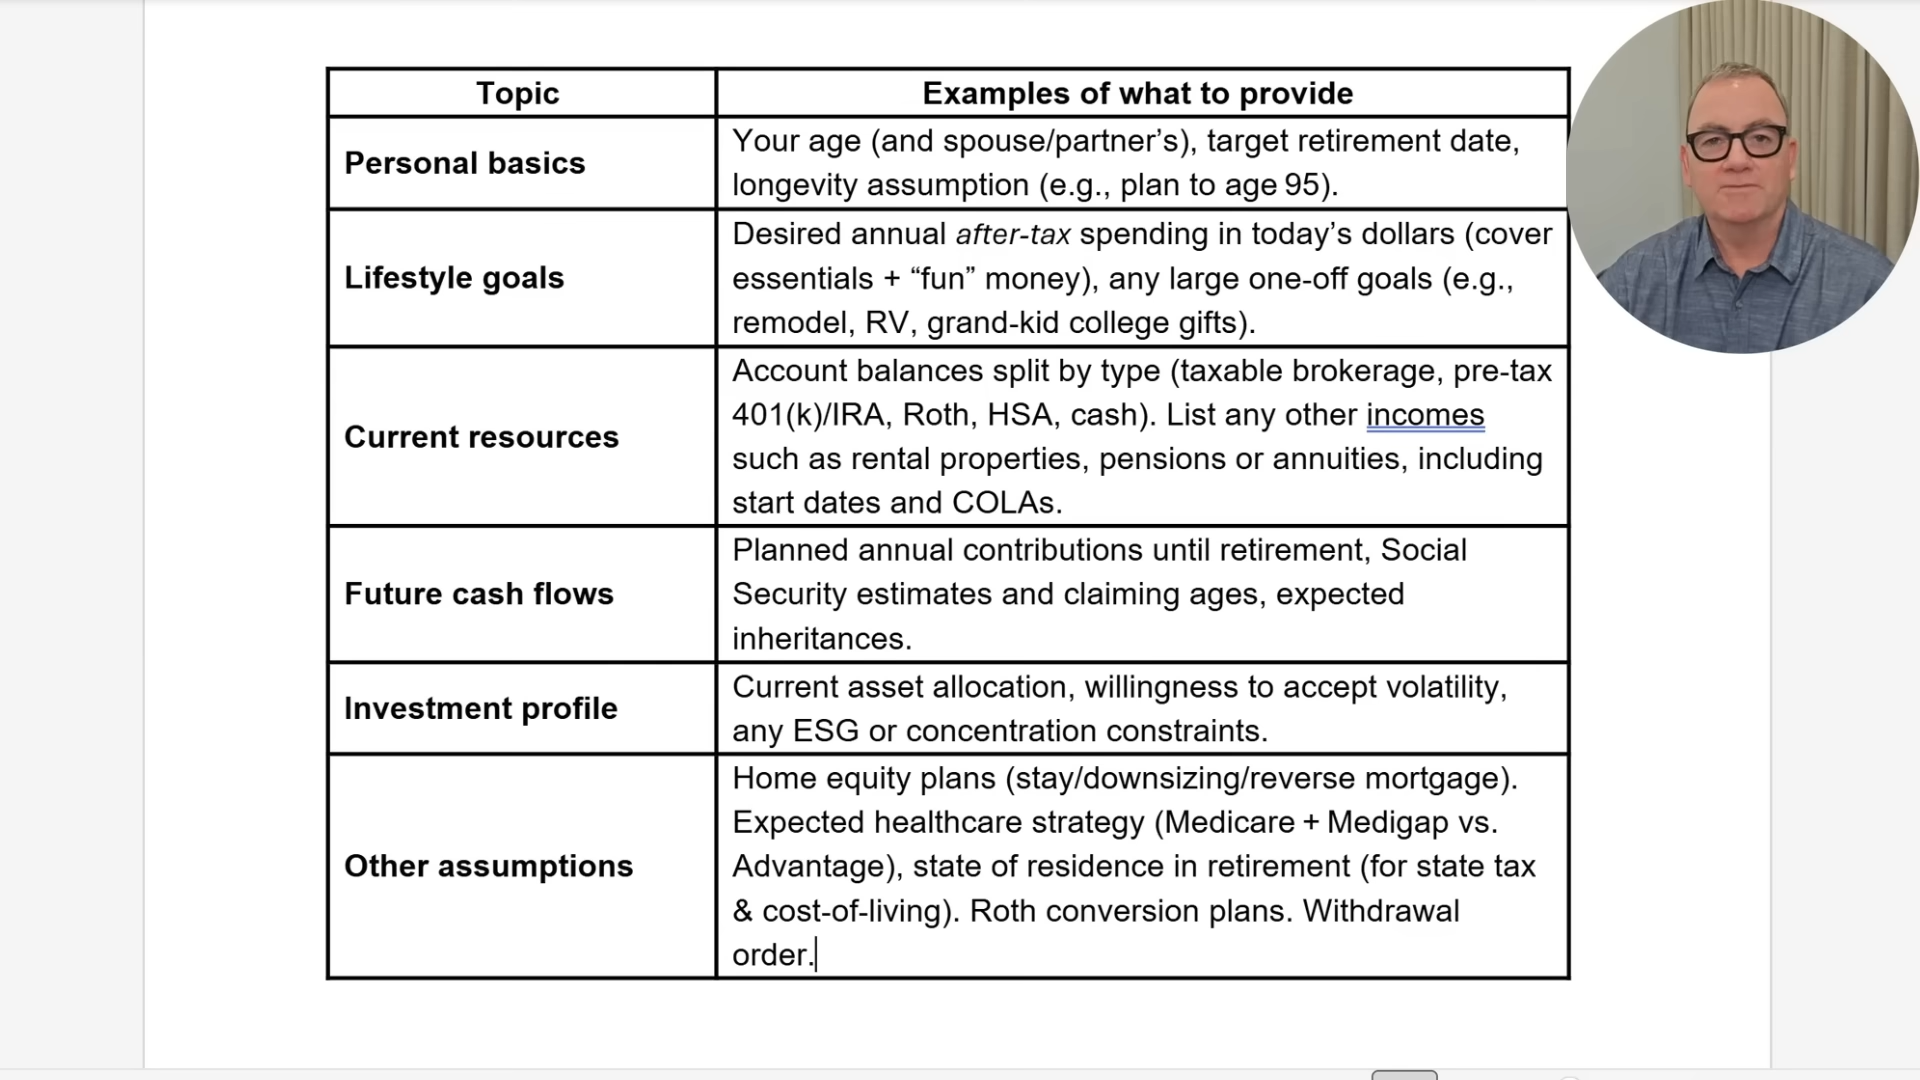 Topic
Examples of what to provide
Personal basics
Your age (and spouse/partner’s), target retirement date,
longevity assumption (e.g., plan to age 95).
Lifestyle goals
Desired annual after-tax spending in today’s dollars (cover
essentials + “fun” money), any large one-off goals (e.g.,
remodel, RV, grand-kid college gifts).
Current resources
Account balances split by type (taxable brokerage, pre-tax
401(k)/IRA, Roth, HSA, cash). List any other incomes
such as rental properties, pensions or annuities, including
start dates and COLAs.
Future cash flows
Planned annual contributions until retirement, Social
Security estimates and claiming ages, expected
inheritances.
Investment profile
Current asset allocation, willingness to accept volatility,
any ESG or concentration constraints.
Other assumptions
Home equity plans (stay/downsizing/reverse mortgage).
Expected healthcare strategy (Medicare + Medigap vs.
Advantage), state of residence in retirement (for state tax
& cost-of-living). Roth conversion plans. Withdrawal
order.